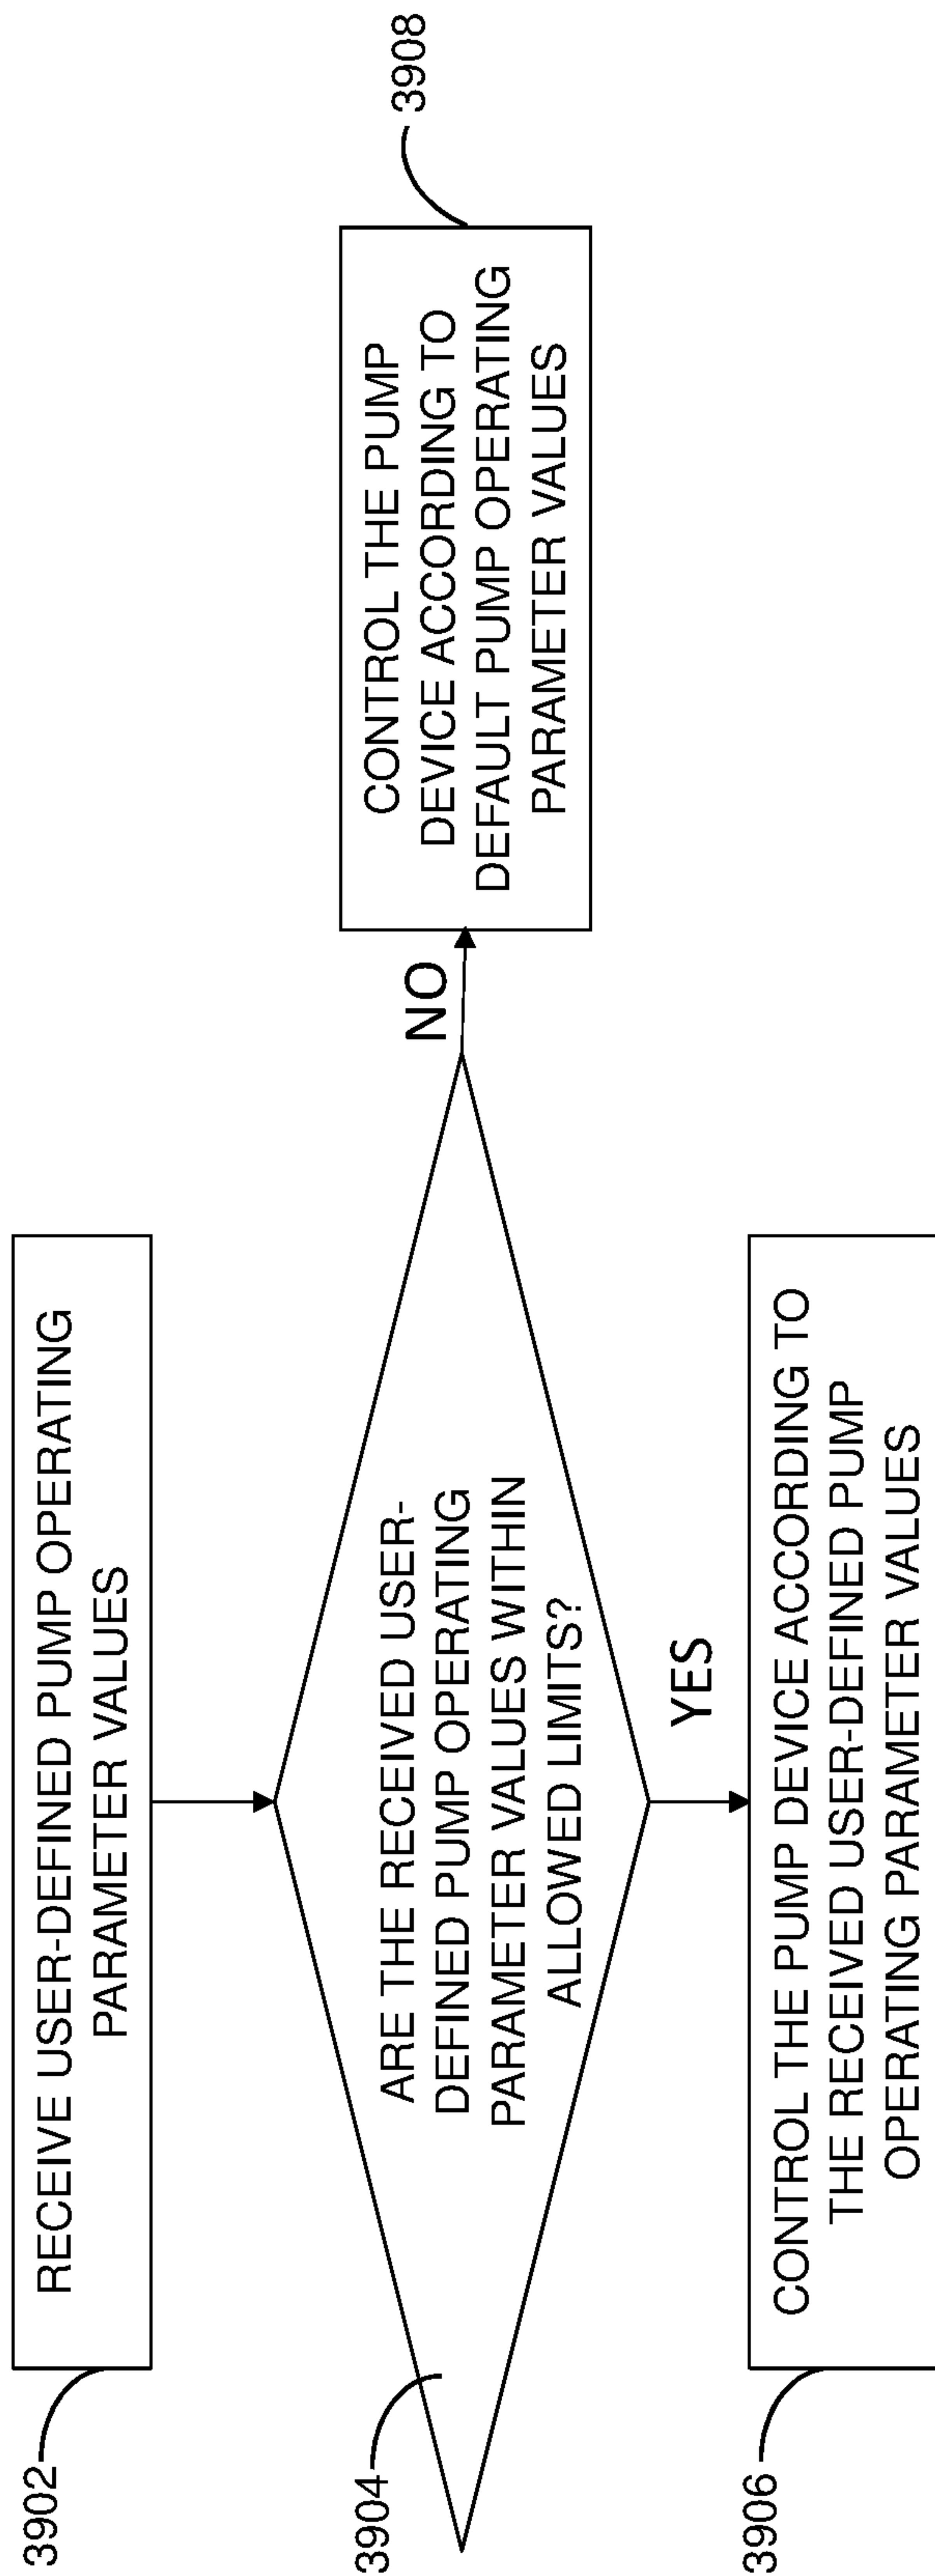 3902
RECEIVE USER-DEFINED PUMP OPERATING
PARAMETER VALUES
3904
ARE THE RECEIVED USER-
DEFINED PUMP OPERATING
PARAMETER VALUES WITHIN
ALLOWED LIMITS?
NO
CONTROL THE PUMP
DEVICE ACCORDING TO
DEFAULT PUMP OPERATING
PARAMETER VALUES
3908
YES
3906
CONTROL THE PUMP DEVICE ACCORDING TO
THE RECEIVED USER-DEFINED PUMP
OPERATING PARAMETER VALUES